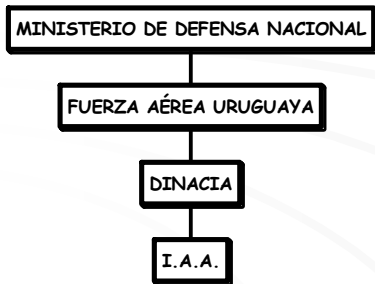 MINISTERIO DE DEFENSA NACIONAL
FUERZA AÉREA URUGUAYA
DINACIA
I.A.A.